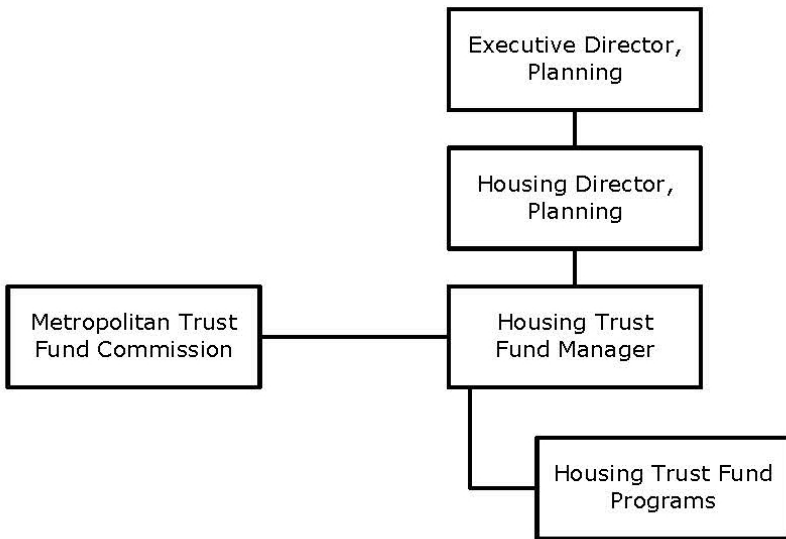 Executive Director,
Planning
Housing Director,
Planning
Metropolitan Trust
Fund Commission
Housing Trust
Fund Manager
Housing Trust Fund
Programs